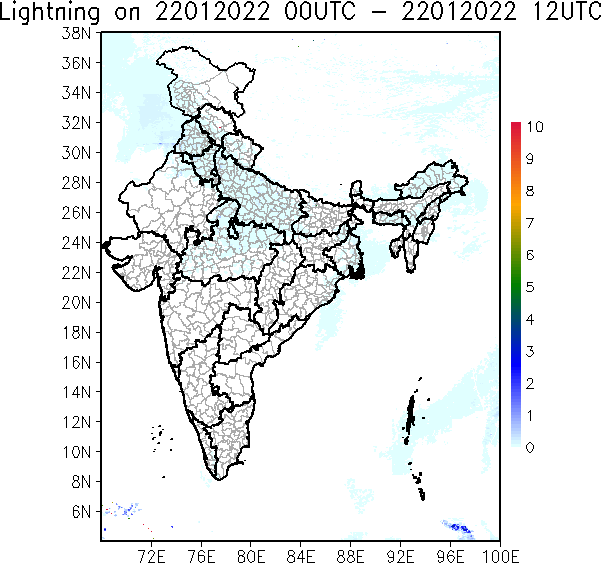 Lightning on 22012022 00UTC – 22012022 12UTC
38N
36N
34N
32N
30N
28N
26N
24N
22N
20N
18N
16N
14N
12N
10N
8N
6N
72E 76E 80E 84E 88E 92E 96E 100E
10
9
8
7
6
5
4
3
2
1
0